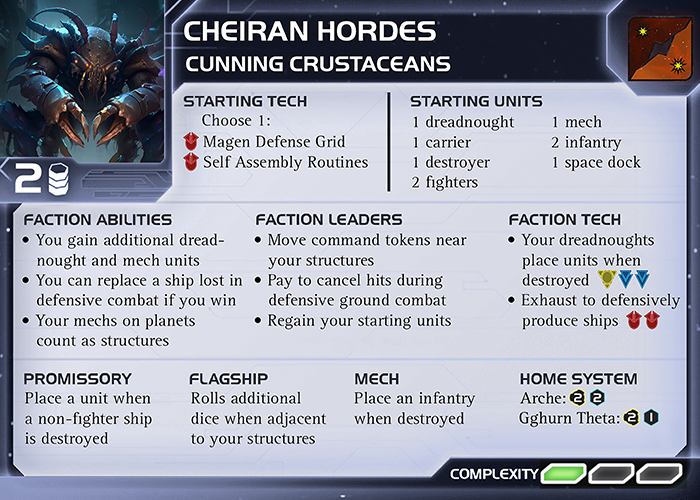 CHEIRAN HORDES
CUNNING CRUSTACEANS
2
STARTING TECH
Choose 1:
Magen Defense Grid
Self Assembly Routines
STARTING UNITS
1 dreadnought
1 carrier
1 destroyer
2 fighters
1 mech
2 infantry
1 space dock
FACTION ABILITIES
• You gain additional dread-
nought and mech units
• You can replace a ship lost in
defensive combat if you win
• Your mechs on planets
count as structures
FACTION LEADERS
• Move command tokens near
your structures
• Pay to cancel hits during
defensive ground combat
• Regain your starting units
FACTION TECH
• Your dreadnoughts
place units when
destroyed
• Exhaust to defensively
produce ships
PROMISSORY
Place a unit when
a non-fighter ship
is destroyed
FLAGSHIP
Rolls additional
dice when adjacent
to your structures
MECH
Place an infantry
when destroyed
HOME SYSTEM
Arche: 2 2
Gghurn Theta: 2 1
COMPLEXITY